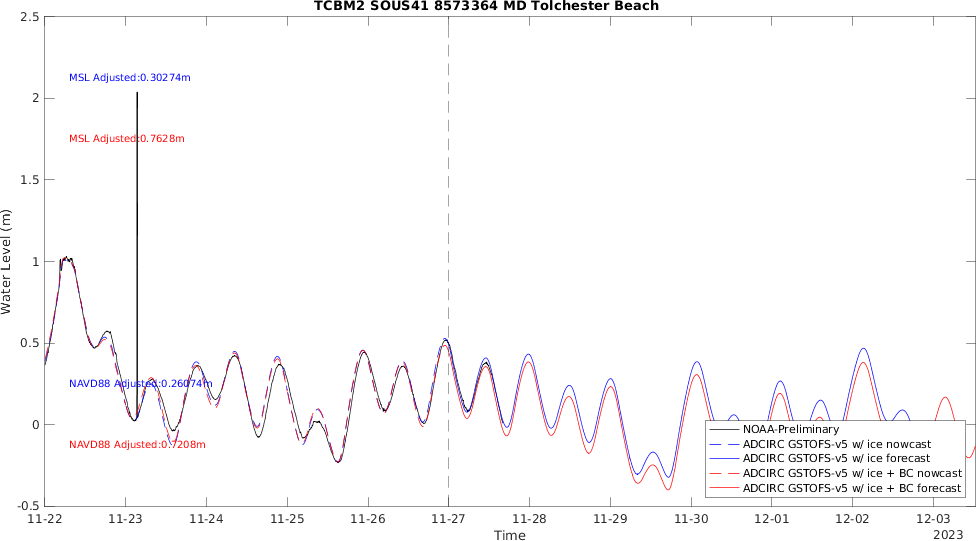 TCBM2 SOUS41 8573364 MD Tolchester Beach
2.5
2
1.5
1
0.5
0
-0.5
Water Level (m)
MSL Adjusted:0.30274m
MSL Adjusted:0.7628m
NAVD88 Adjusted:0.26074m
NAVD88 Adjusted:0.7208m
NOAA-Preliminary
ADCIRC GSTOFS-v5 w/ ice nowcast
ADCIRC GSTOFS-v5 w/ ice forecast
ADCIRC GSTOFS-v5 w/ ice + BC nowcast
ADCIRC GSTOFS-v5 w/ ice + BC forecast
11-22 11-23 11-24 11-25 11-26 11-27 11-28 11-29 11-30 12-01 12-02 12-03
Time
2023